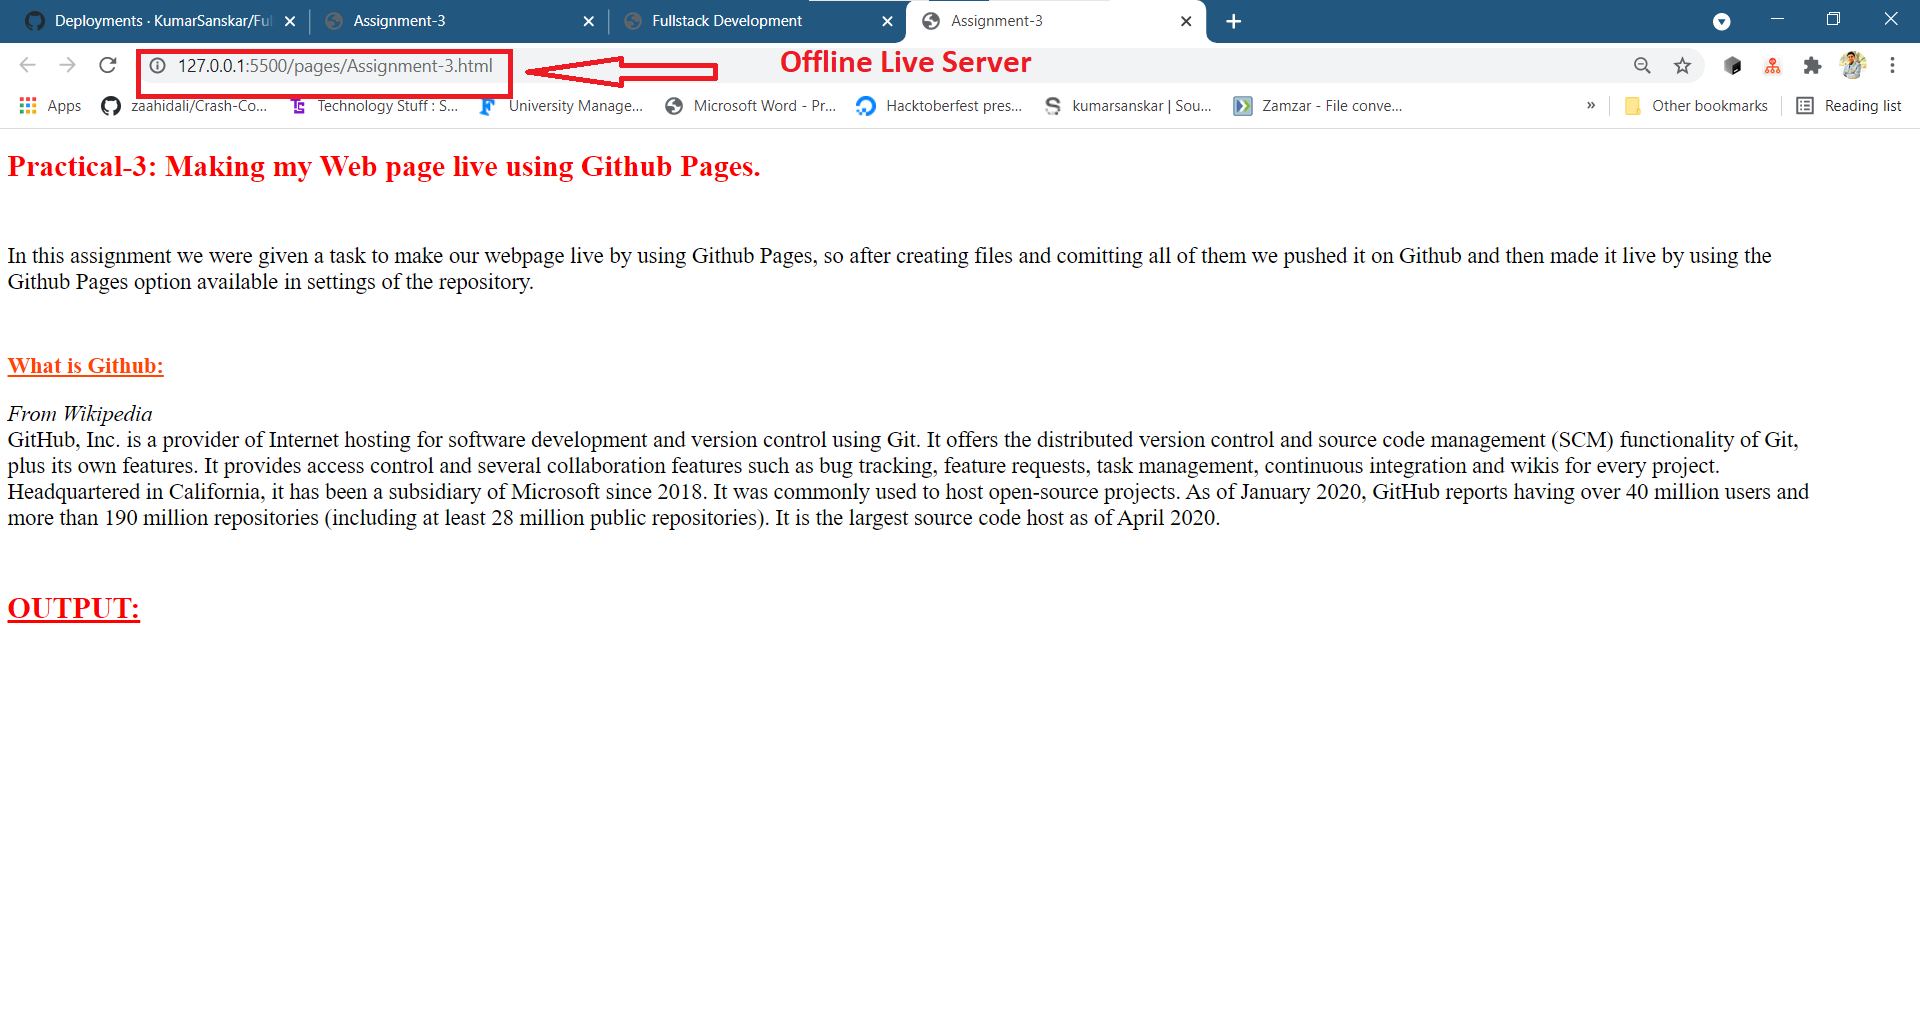 Deployments · KumarSanskar/Ful
Assignment-3
Fullstack Development
Assignment-3
127.0.0.1:5500/pages/Assignment-3.html
Offline Live Server
Apps
zaahidali/Crash-Co...
Technology Stuff : S...
University Manage...
Microsoft Word - Pr...
Hacktoberfest pres...
kumarsanskar | Sou...
Zamzar - File conve...
»
Other bookmarks
Reading list
Practical-3: Making my Web page live using Github Pages.
In this assignment we were given a task to make our webpage live by using Github Pages, so after creating files and comitting all of them we pushed it on Github and then made it live by using the
Github Pages option available in settings of the repository.
What is Github:
From Wikipedia
GitHub, Inc. is a provider of Internet hosting for software development and version control using Git. It offers the distributed version control and source code management (SCM) functionality of Git,
plus its own features. It provides access control and several collaboration features such as bug tracking, feature requests, task management, continuous integration and wikis for every project.
Headquartered in California, it has been a subsidiary of Microsoft since 2018. It was commonly used to host open-source projects. As of January 2020, GitHub reports having over 40 million users and
more than 190 million repositories (including at least 28 million public repositories). It is the largest source code host as of April 2020.
OUTPUT: